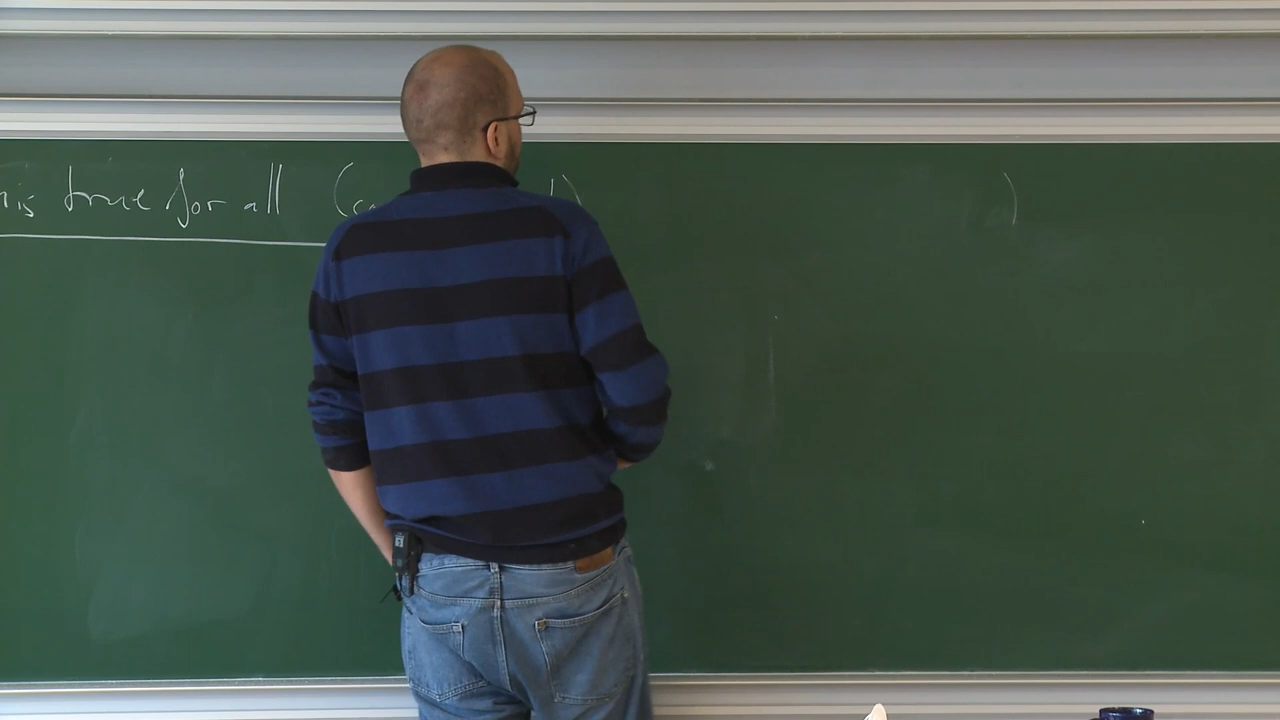 is true for all ( ) )